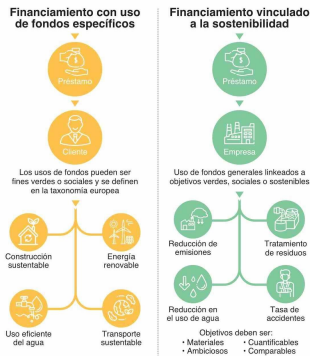 Financiamiento con uso
de fondos específicos
Préstamo
Cliente
Los usos de fondos pueden ser
fines verdes o sociales y se definen
en la taxonomía europea
Construcción
sustentable
Energía
renovable
Uso eficiente
del agua
Transporte
sustentable
Financiamiento vinculado
a la sostenibilidad
Préstamo
Empresa
Uso de fondos generales linkeados a
objetivos verdes, sociales o sostenibles
Reducción de
emisiones
Tratamiento
de residuos
Reducción en
el uso de agua
Tasa de
accidentes
Objetivos deben ser:
• Materiales
• Cuantificables
• Ambiciosos
• Comparables